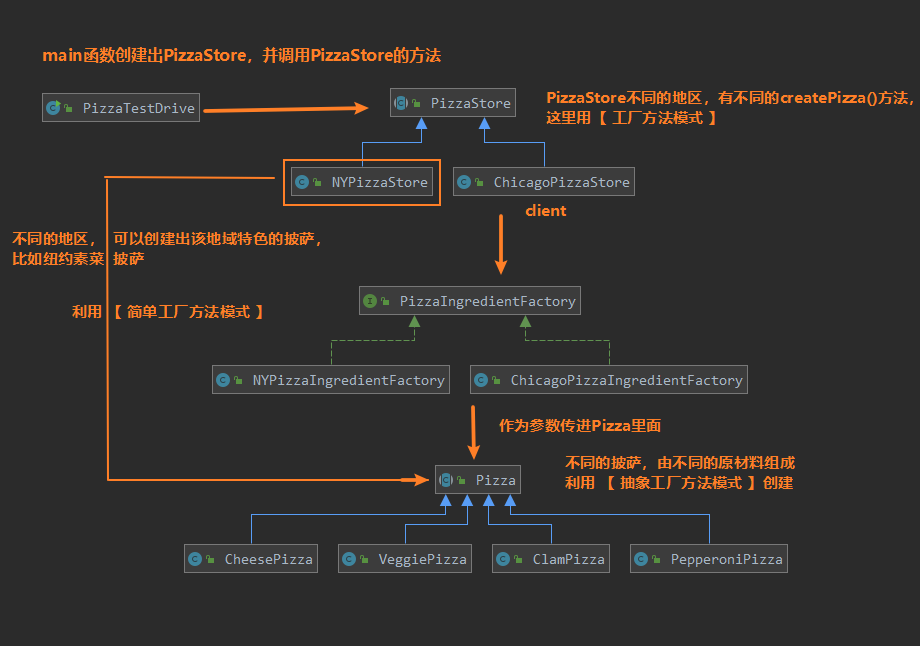 main函数创建出PizzaStore，并调用PizzaStore的方法
PizzaTestDrive
PizzaStore
PizzaStore不同的地区，有不同的createPizza()方法，
这里用 【 工厂方法模式 】
NYPizzaStore
ChicagoPizzaStore
client
不同的地区， 可以创建出该地域特色的披萨，
比如纽约素菜 披萨
利用 【 简单工厂方法模式 】
PizzaIngredientFactory
NYPizzaIngredientFactory
ChicagoPizzaIngredientFactory
作为参数传进Pizza里面
不同的披萨，由不同的原材料组成
利用 【 抽象工厂方法模式 】创建
Pizza
CheesePizza
VeggiePizza
ClamPizza
PepperoniPizza